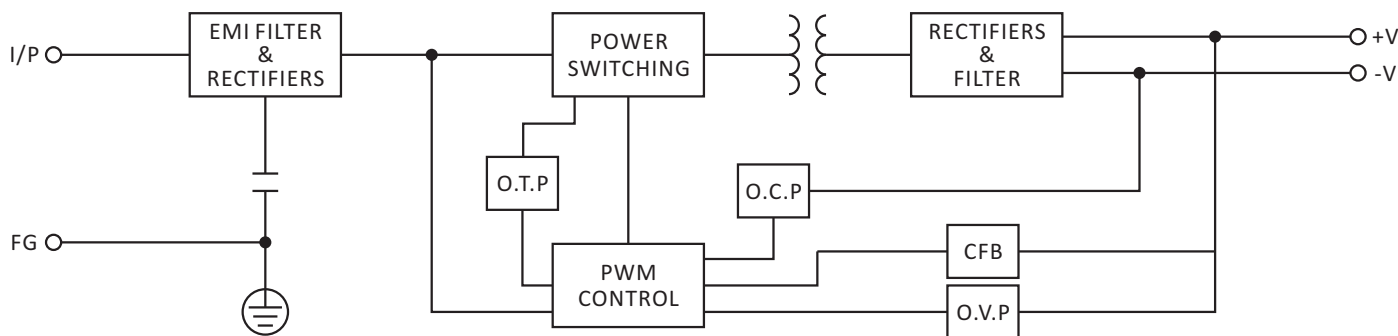 I/P
EMI FILTER
&
RECTIFIERS
POWER
SWITCHING
RECTIFIERS
&
FILTER
+V
-V
O.T.P
O.C.P
FG
PWM
CONTROL
CFB
O.V.P